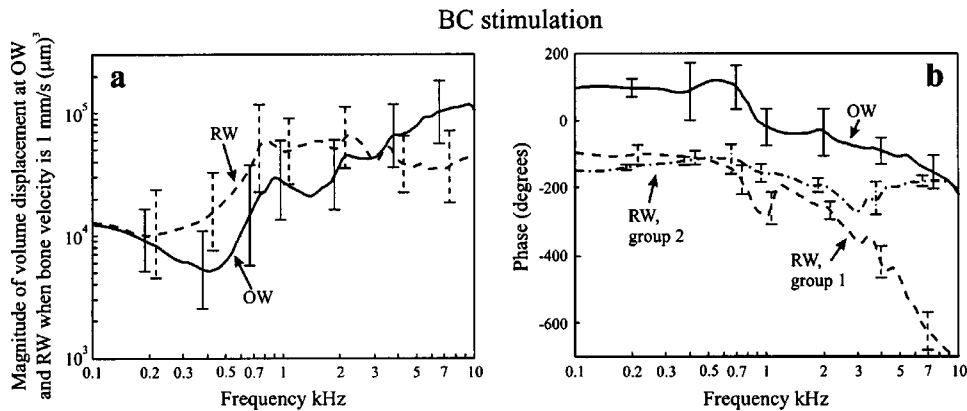 BC stimulation
Magnitude of volume displacement at OW
and RW when bone velocity is 1 mm/s (μm)³
a
10⁵
10⁴
10³
RW
OW
0.1 0.2 0.3 0.5 0.7 1 2 3 5 7 10
Frequency kHz
b
Phase (degrees)
0
-200
-400
-600
OW
RW,
group 2
RW,
group 1
0.1 0.2 0.3 0.5 0.7 1 2 3 5 7 10
Frequency kHz